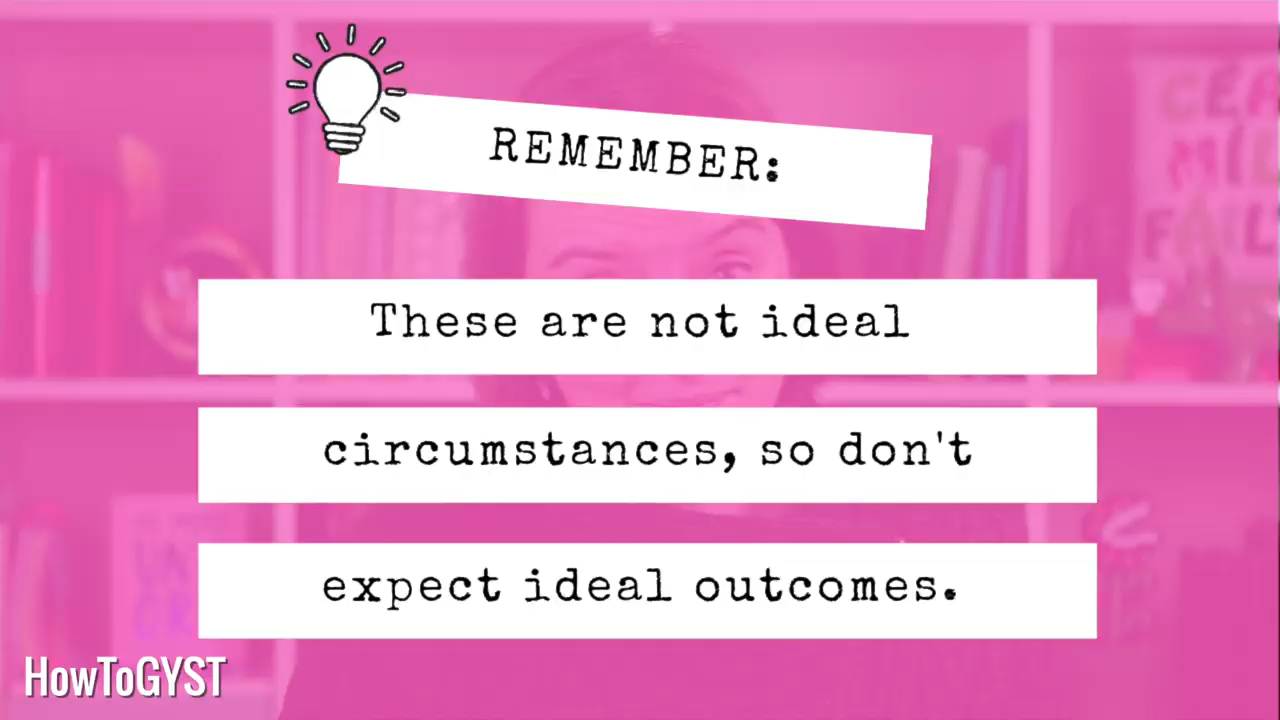 REMEMBER:
These are not ideal
circumstances, so don't
expect ideal outcomes.
HowToGYST